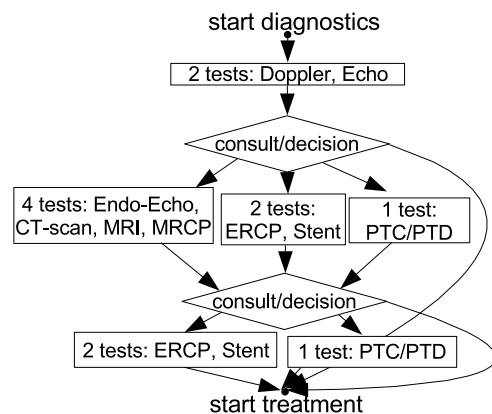 start diagnostics
2 tests: Doppler, Echo
consult/decision
4 tests: Endo-Echo,
CT-scan, MRI, MRCP
2 tests:
ERCP, Stent
1 test:
PTC/PTD
consult/decision
2 tests: ERCP, Stent
1 test: PTC/PTD
start treatment